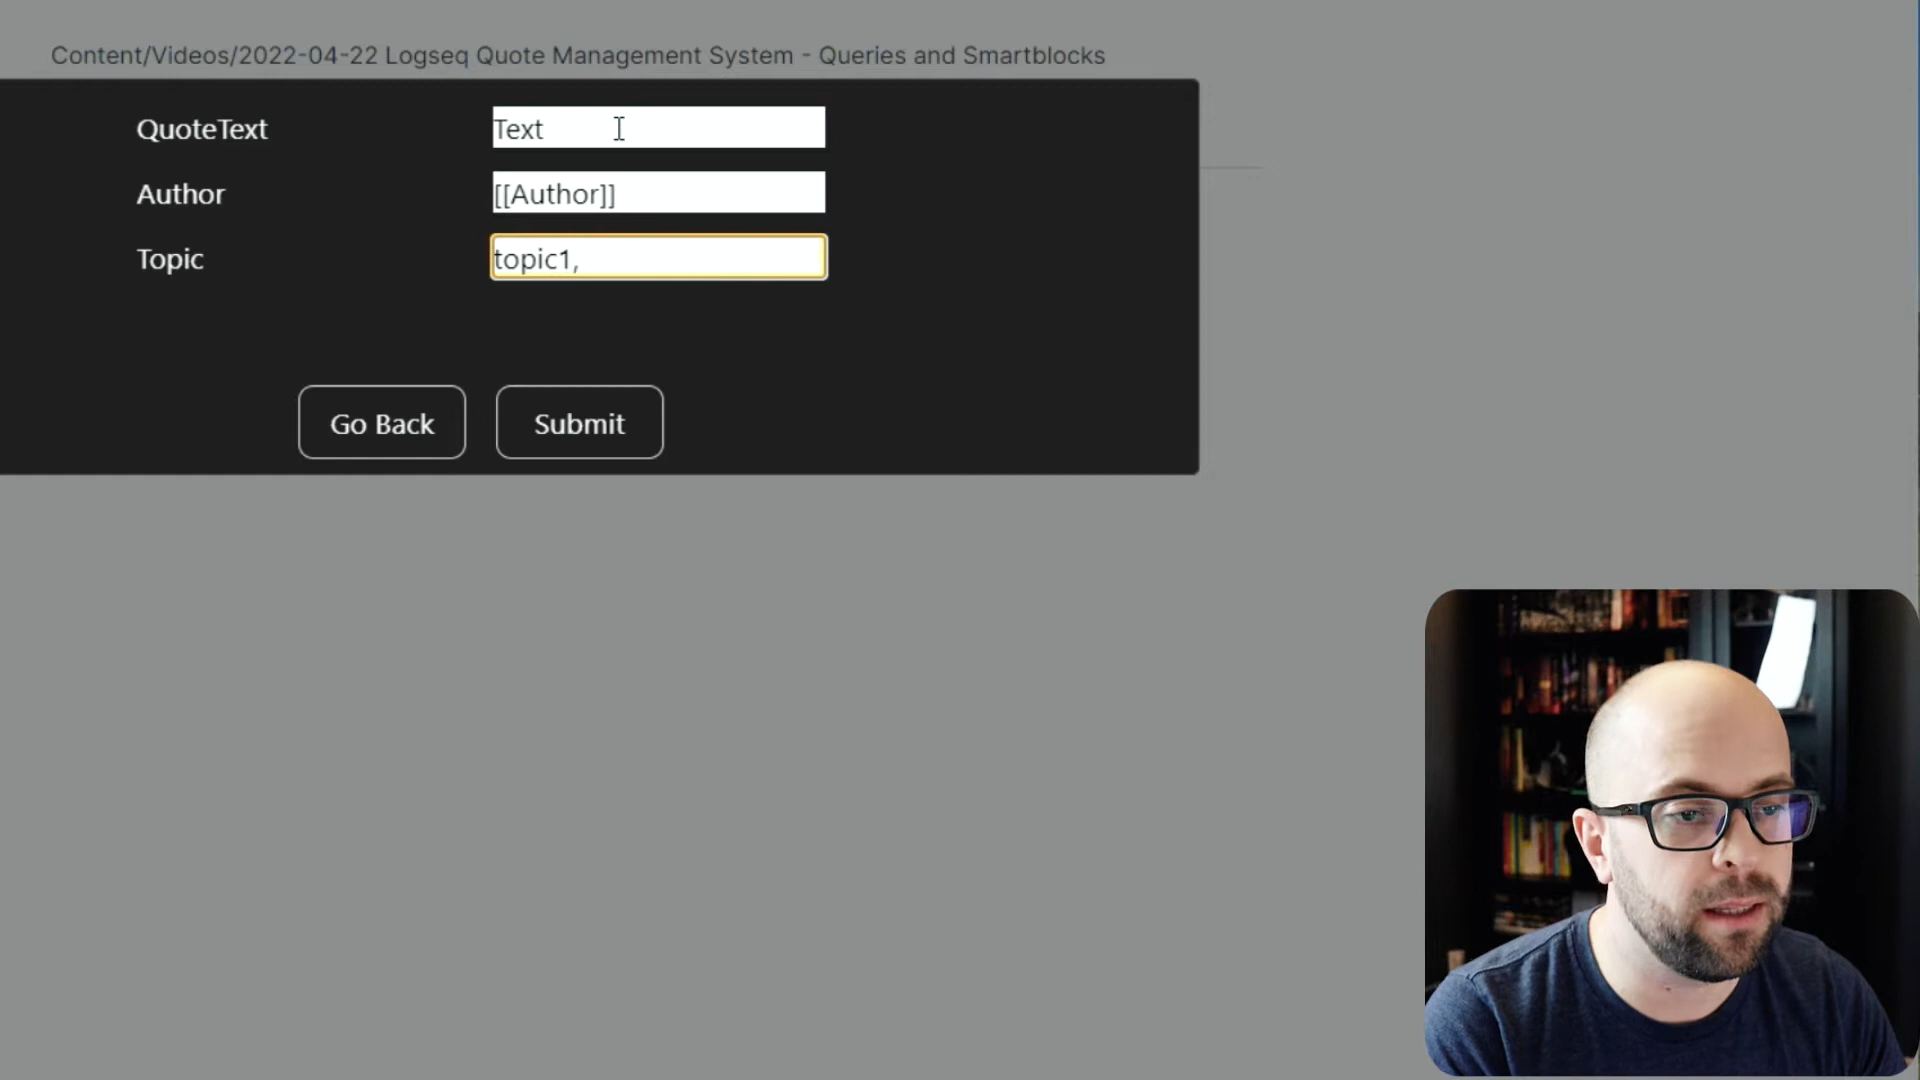 Content/Videos/2022-04-22 Logseq Quote Management System - Queries and Smartblocks
QuoteText
Text
Author
[[Author]]
Topic
topic1,
Go Back
Submit